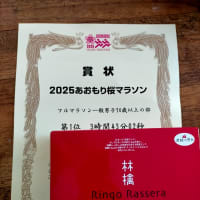 賞状
2025あおもり桜マラソン
フルマラソン一般男子70歳以上の部
第1位 3時間43分02秒
林檎
Ringo Rassera